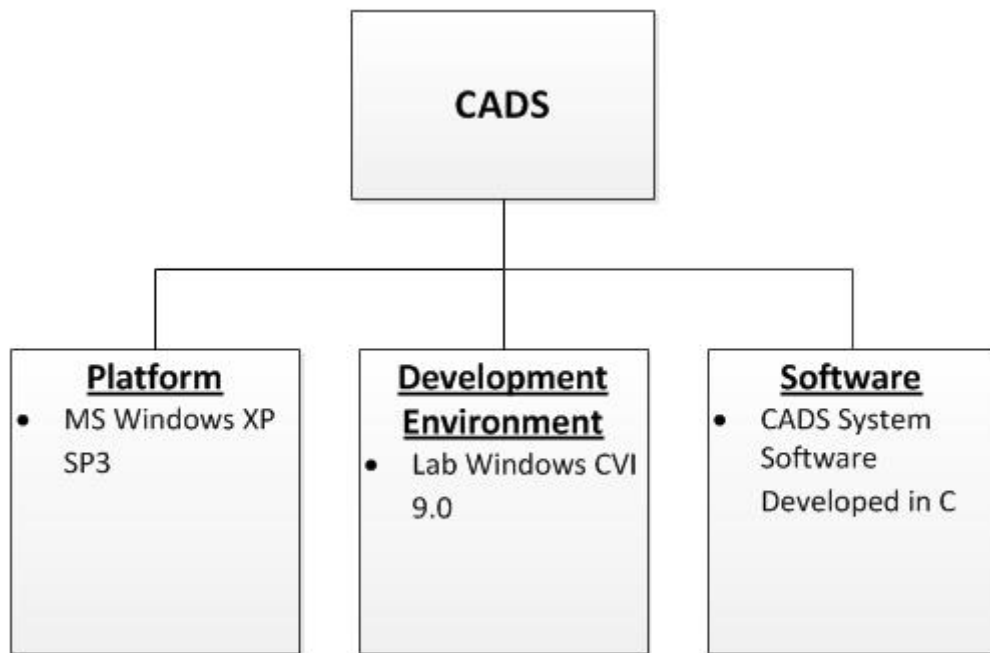 CADS
Platform
• MS Windows XP
SP3
Development
Environment
• Lab Windows CVI
9.0
Software
• CADS System
Software
Developed in C